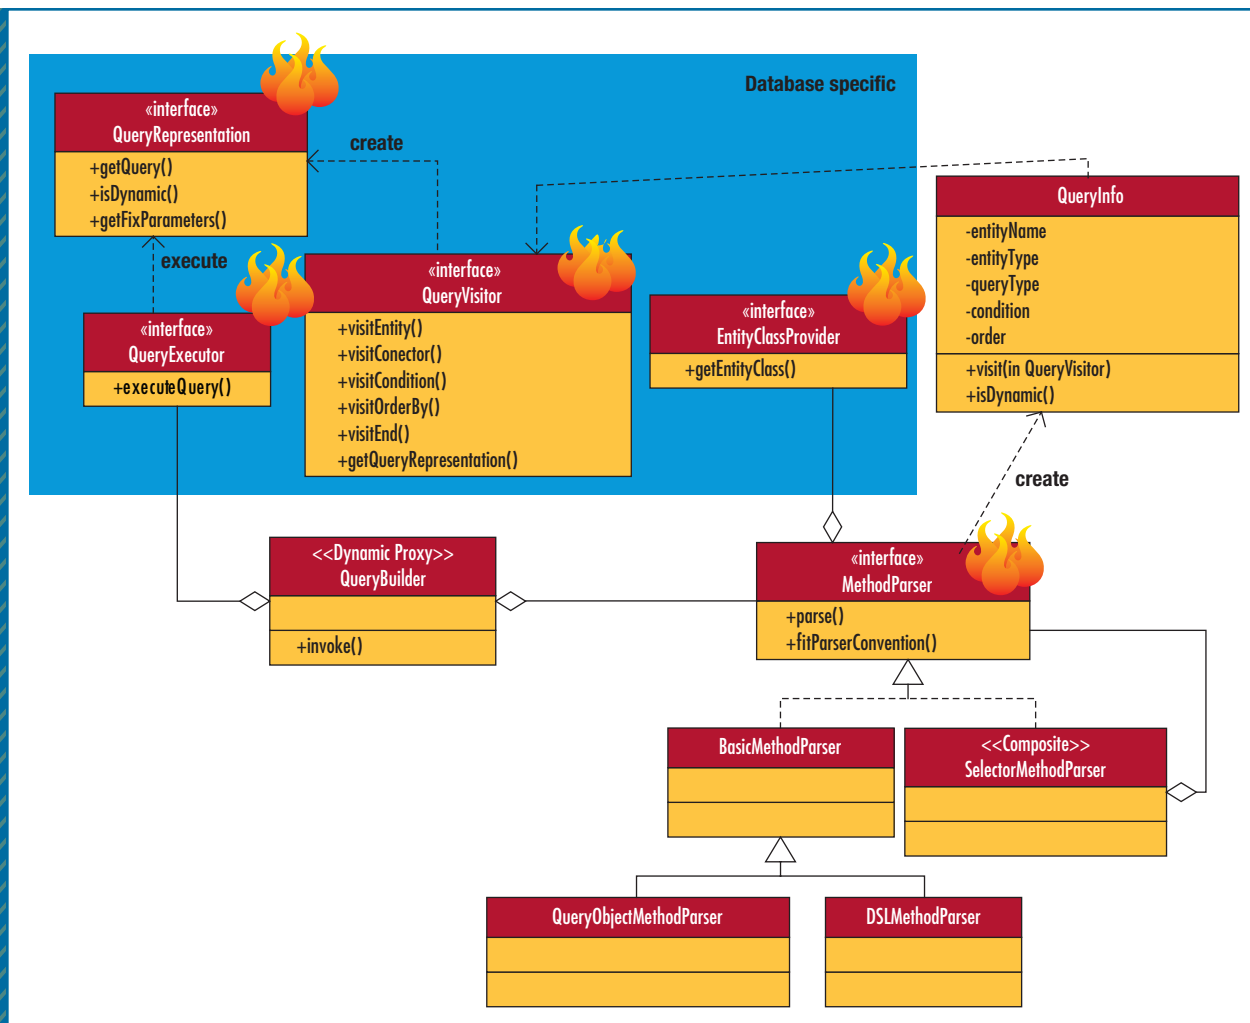 Database specific
«interface»
QueryRepresentation
+getQuery()
+isDynamic()
+getFixParameters()
create
execute
«interface»
QueryExecutor
+executeQuery()
«interface»
QueryVisitor
+visitEntity()
+visitConector()
+visitCondition()
+visitOrderBy()
+visitEnd()
+getQueryRepresentation()
«interface»
EntityClassProvider
+getEntityClass()
QueryInfo
-entityName
-entityType
-queryType
-condition
-order
+visit(in QueryVisitor)
+isDynamic()
create
<<Dynamic Proxy>>
QueryBuilder
+invoke()
«interface»
MethodParser
+parse()
+fitParserConvention()
BasicMethodParser
<<Composite>>
SelectorMethodParser
QueryObjectMethodParser
DSLMethodParser